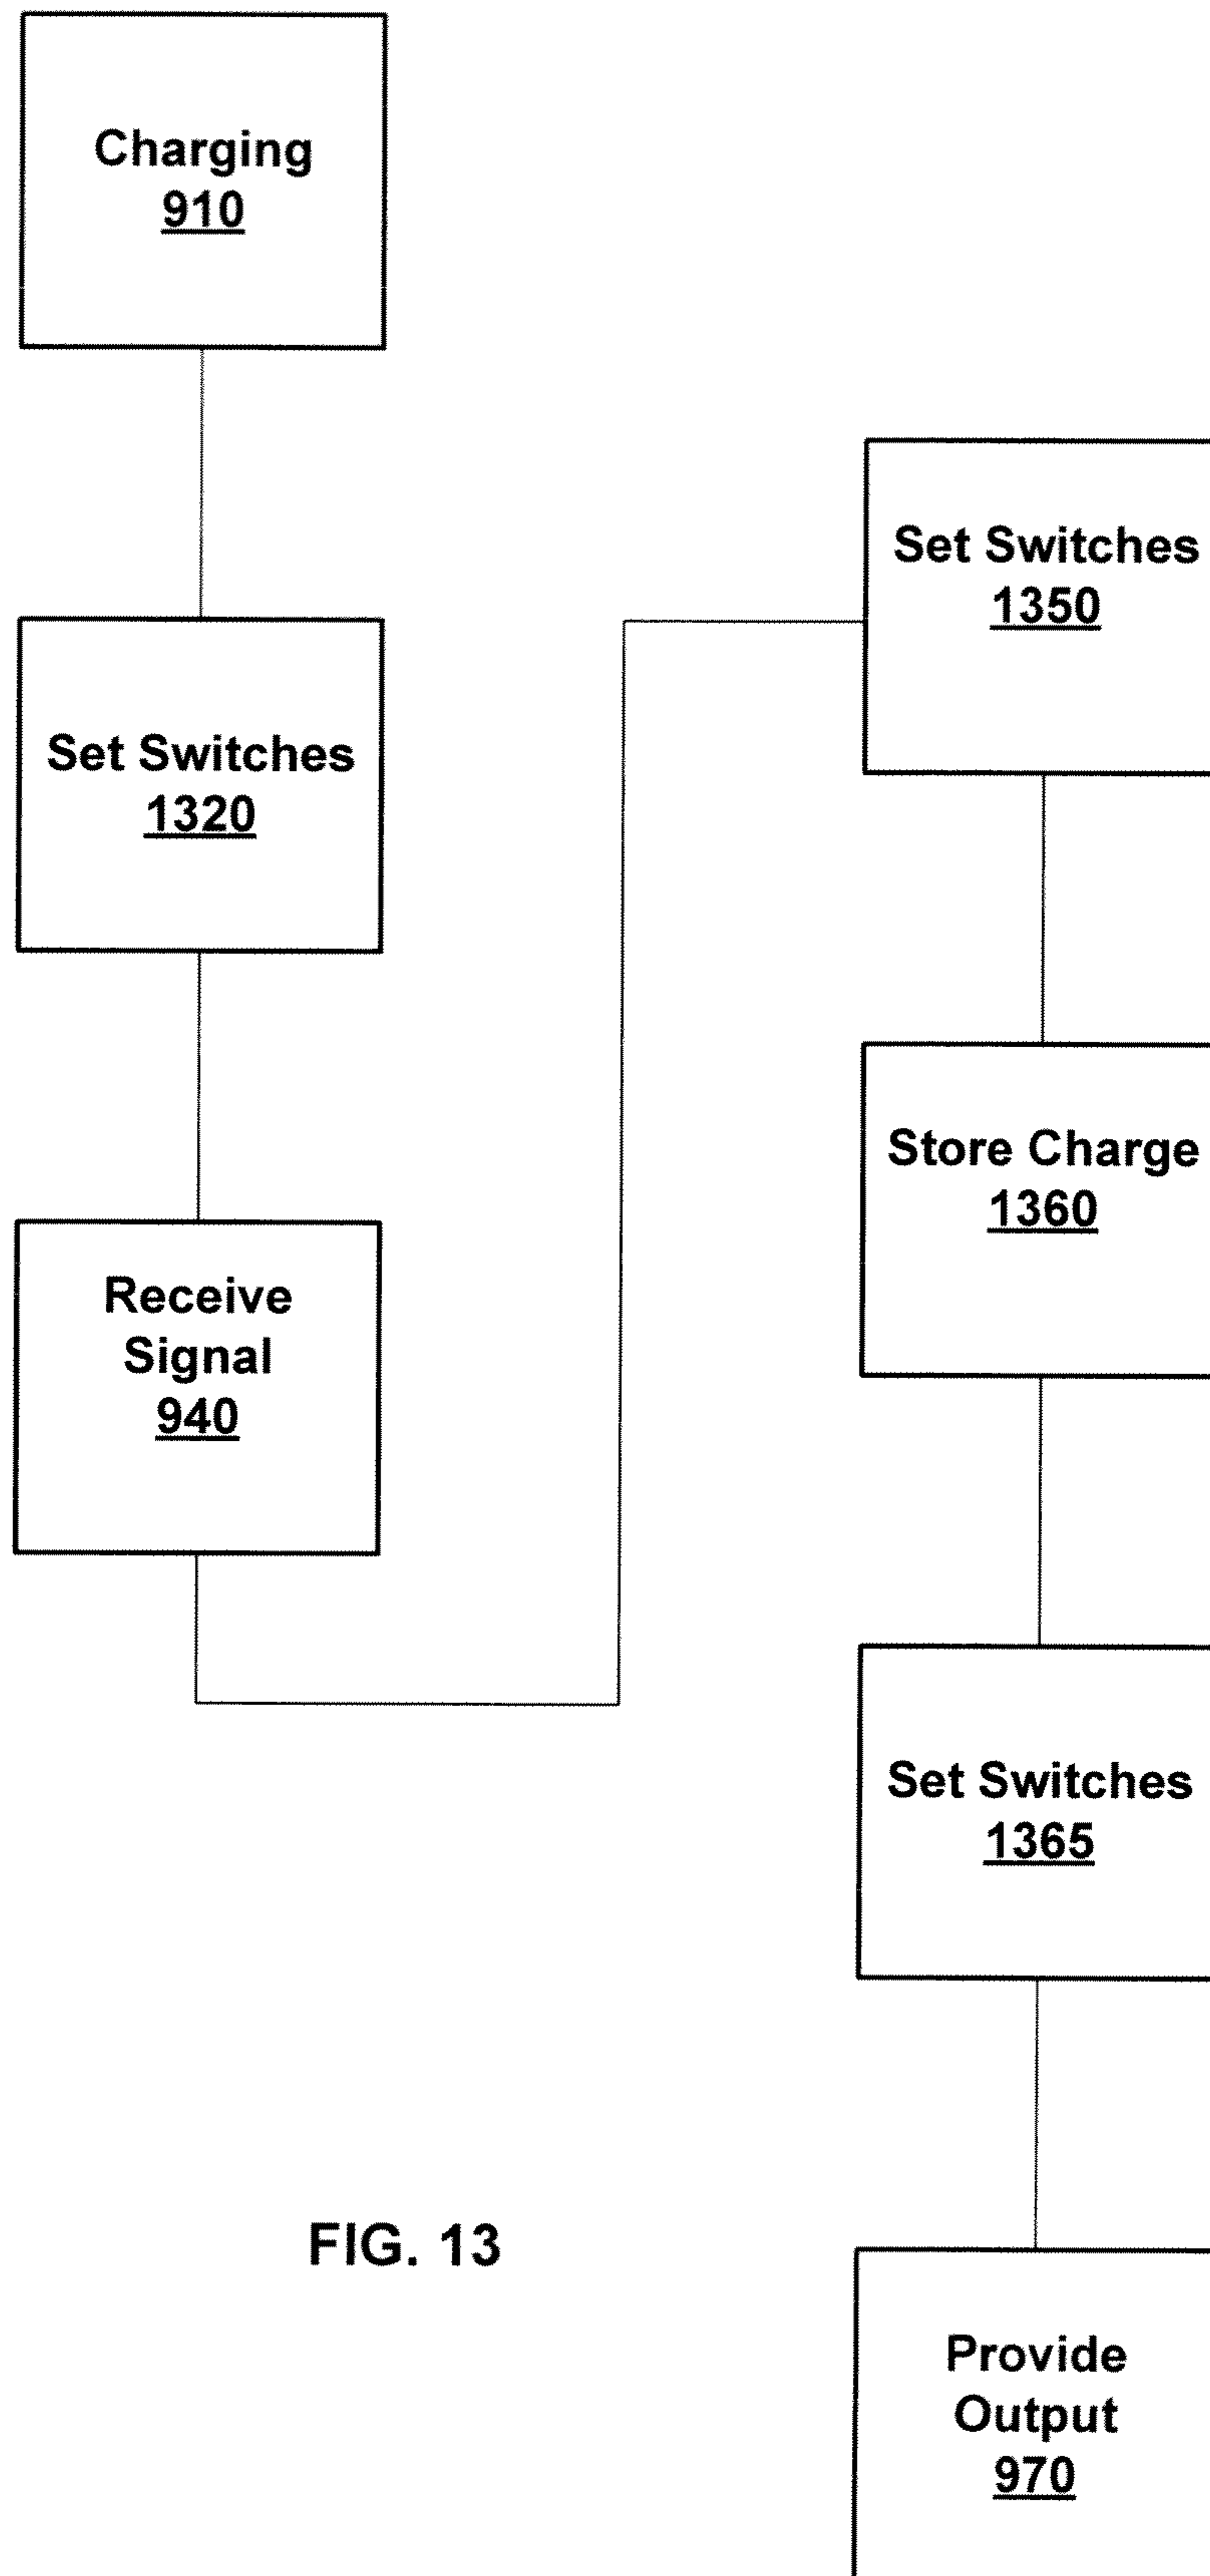 Charging
910
Set Switches
1320
Receive
Signal
940
Set Switches
1350
Store Charge
1360
Set Switches
1365
Provide
Output
970
FIG. 13